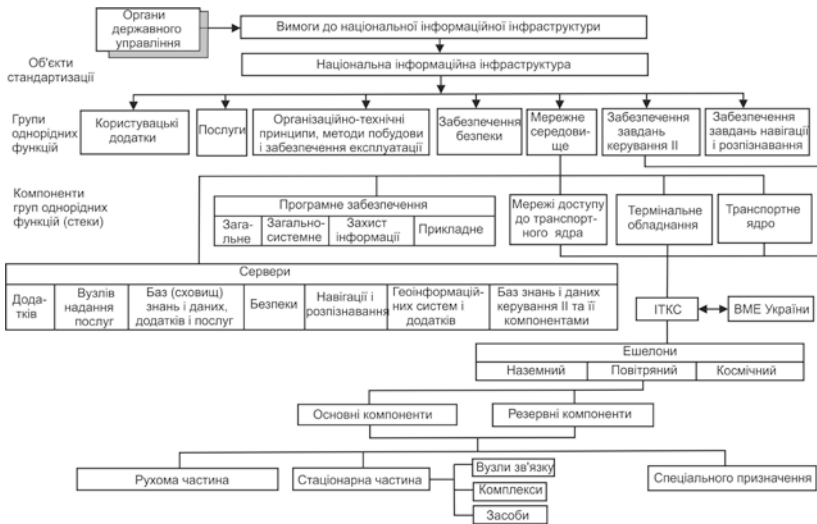 Органи
державного
управління
Вимоги до національної інформаційної інфраструктури
Об'єкти
стандартизації
Національна інформаційна інфраструктура
Групи
однорідних
функцій
Користувацькі
додатки
Послуги
Організаційно-технічні
принципи, методи побудови
і забезпечення експлуатації
Забезпечення
безпеки
Мережне
середови-
ще
Забезпечення
завдань
керування ІІ
Забезпечення
завдань навігації
і розпізнавання
Компоненти
груп однорідних
функцій (стеки)
Програмне забезпечення
Зага-
льне
Загально-
системне
Захист
інформації
Прикладне
Мережі доступу
до транспорт-
ного ядра
Термінальне
обладнання
Транспортне
ядро
Сервери
Дода-
тків
Вузлів
надання
послуг
Баз (сховищ)
знань і даних,
додатків і послуг
Безпеки
Навігації і
розпізнавання
Геоінформацій-
них систем і
додатків
Баз знань і даних
керування ІІ та її
компонентами
ІТКС
ВМЕ України
Ешелони
Наземний
Повітряний
Космічний
Основні компоненти
Резервні компоненти
Рухома частина
Стаціонарна частина
Вузли зв'язку
Комплекси
Засоби
Спеціального призначення